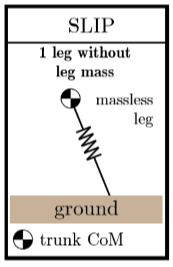 SLIP
1 leg without
leg mass
massless
leg
ground
trunk CoM